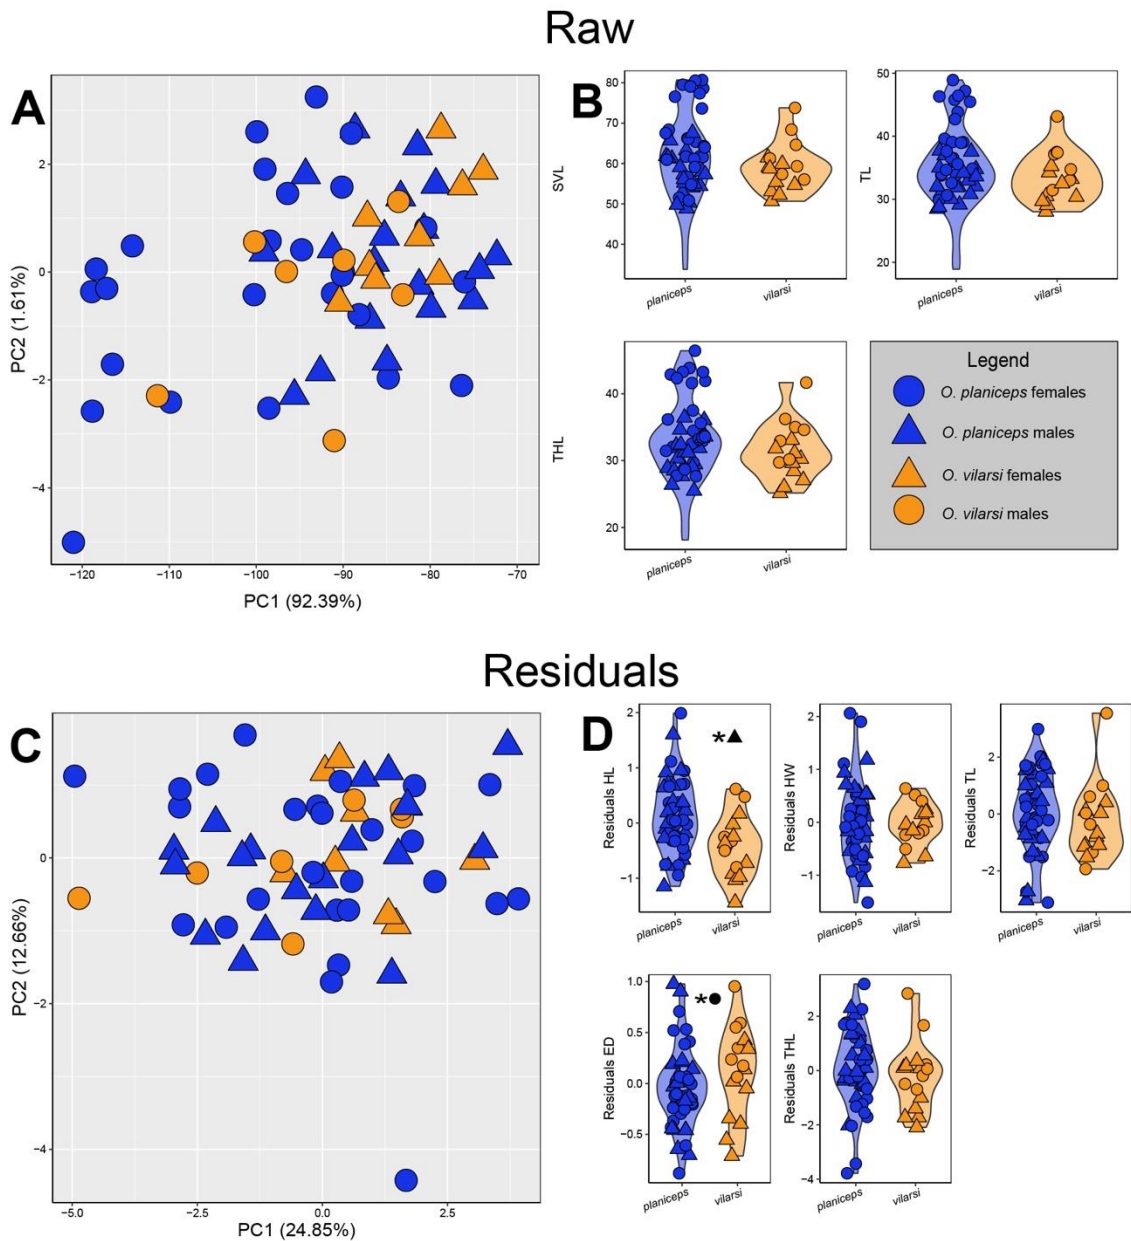 Raw
A
PC2 (1.61%)
2
0
−2
−4
−120
−110
−100
−90
−80
−70
PC1 (92.39%)
B
SVL
80
70
60
50
40
planiceps
vilarsi
TL
50
40
30
20
planiceps
vilarsi
THL
40
30
20
planiceps
vilarsi
Legend
O. planiceps females
O. planiceps males
O. vilarsi females
O. vilarsi males
Residuals
C
PC2 (12.66%)
2
0
−2
−4
−5.0
−2.5
0.0
2.5
PC1 (24.85%)
D
Residuals HL
2
1
0
−1
*
planiceps
vilarsi
Residuals HW
2
1
0
−1
planiceps
vilarsi
Residuals TL
2
0
−2
planiceps
vilarsi
Residuals ED
1.0
0.5
0.0
−0.5
*
planiceps
vilarsi
Residuals THL
2
0
−2
−4
planiceps
vilarsi